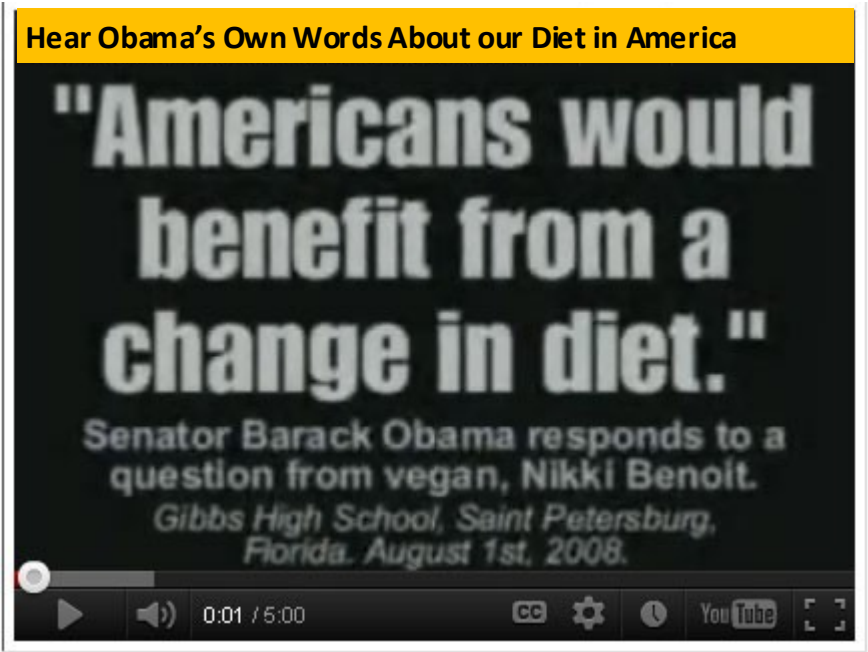 Hear Obama’s Own Words About our Diet in America
"Americans would
benefit from a
change in diet."
Senator Barack Obama responds to a
question from vegan, Nikki Benoit.
Gibbs High School, Saint Petersburg,
Florida. August 1st, 2008.
0:01 / 5:00 CC YouTube